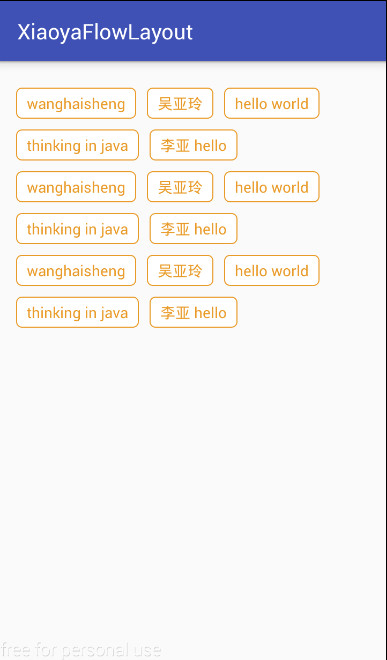 XiaoyaFlowLayout
wanghaisheng 吴亚玲 hello world
thinking in java 李亚 hello
wanghaisheng 吴亚玲 hello world
thinking in java 李亚 hello
wanghaisheng 吴亚玲 hello world
thinking in java 李亚 hello
free for personal use